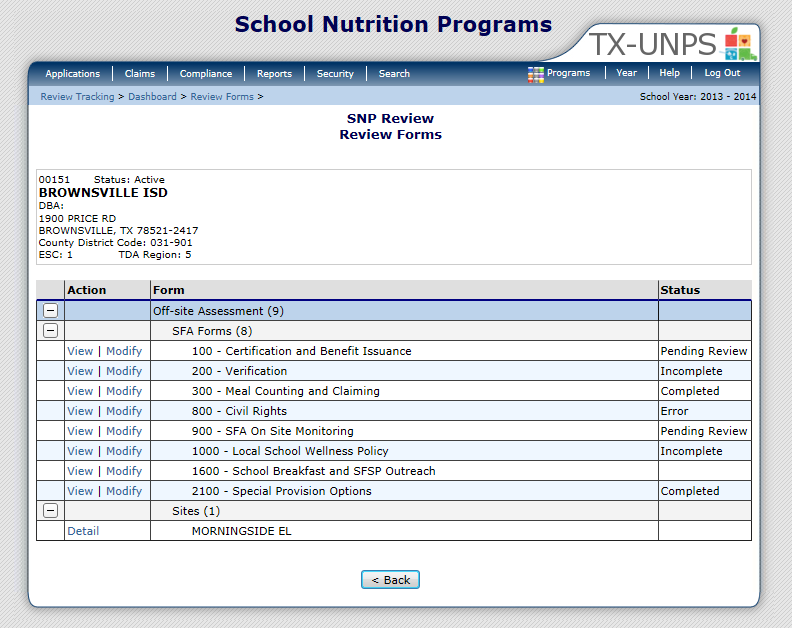 School Nutrition Programs
TX-UNPS
Applications | Claims | Compliance | Reports | Security | Search Programs | Year | Help | Log Out
Review Tracking > Dashboard > Review Forms > School Year: 2013 - 2014
SNP Review
Review Forms
00151 Status: Active
BROWNSVILLE ISD
DBA:
1900 PRICE RD
BROWNSVILLE, TX 78521-2417
County District Code: 031-901
ESC: 1 TDA Region: 5
Action Form Status
Off-site Assessment (9)
SFA Forms (8)
View | Modify 100 - Certification and Benefit Issuance Pending Review
View | Modify 200 - Verification Incomplete
View | Modify 300 - Meal Counting and Claiming Completed
View | Modify 800 - Civil Rights Error
View | Modify 900 - SFA On Site Monitoring Pending Review
View | Modify 1000 - Local School Wellness Policy Incomplete
View | Modify 1600 - School Breakfast and SFSP Outreach
View | Modify 2100 - Special Provision Options Completed
Sites (1)
Detail MORNINGSIDE EL
< Back